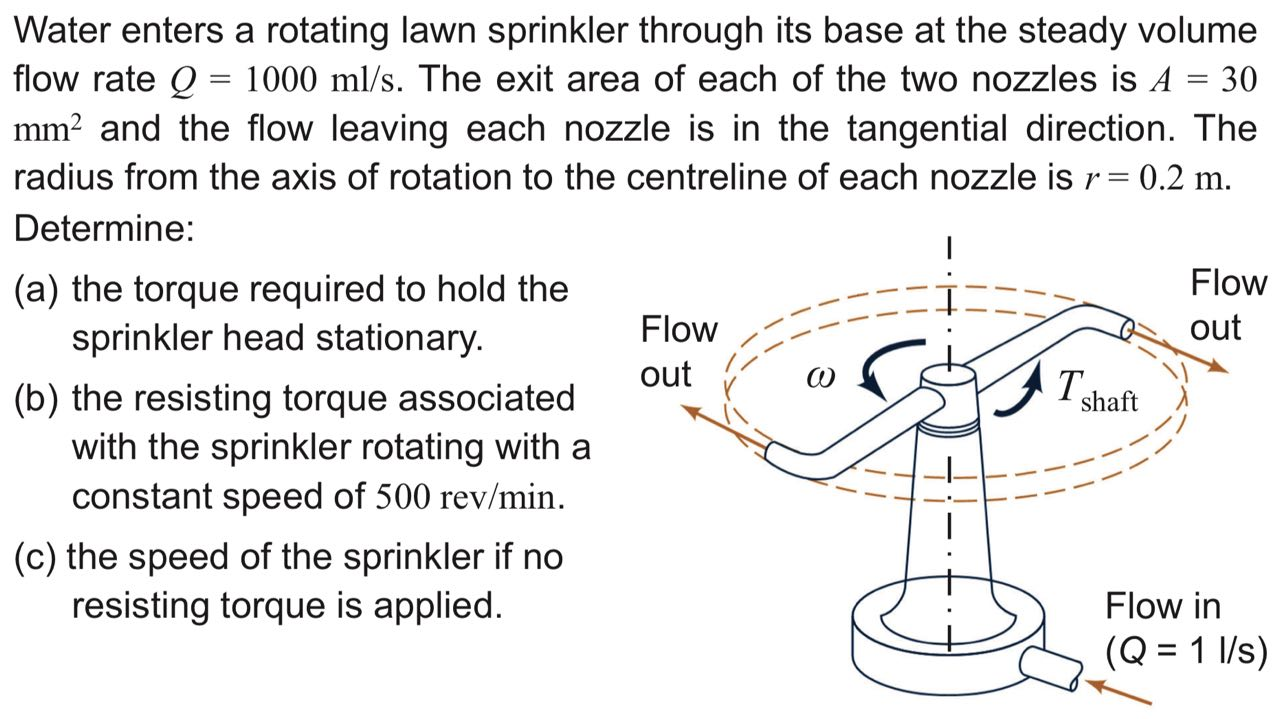 Water enters a rotating lawn sprinkler through its base at the steady volume
flow rate Q = 1000 ml/s. The exit area of each of the two nozzles is A = 30
mm² and the flow leaving each nozzle is in the tangential direction. The
radius from the axis of rotation to the centreline of each nozzle is r = 0.2 m.
Determine:
(a) the torque required to hold the
sprinkler head stationary.
(b) the resisting torque associated
with the sprinkler rotating with a
constant speed of 500 rev/min.
(c) the speed of the sprinkler if no
resisting torque is applied.
Flow
out
Flow
out
ω
T shaft
Flow in
(Q = 1 l/s)